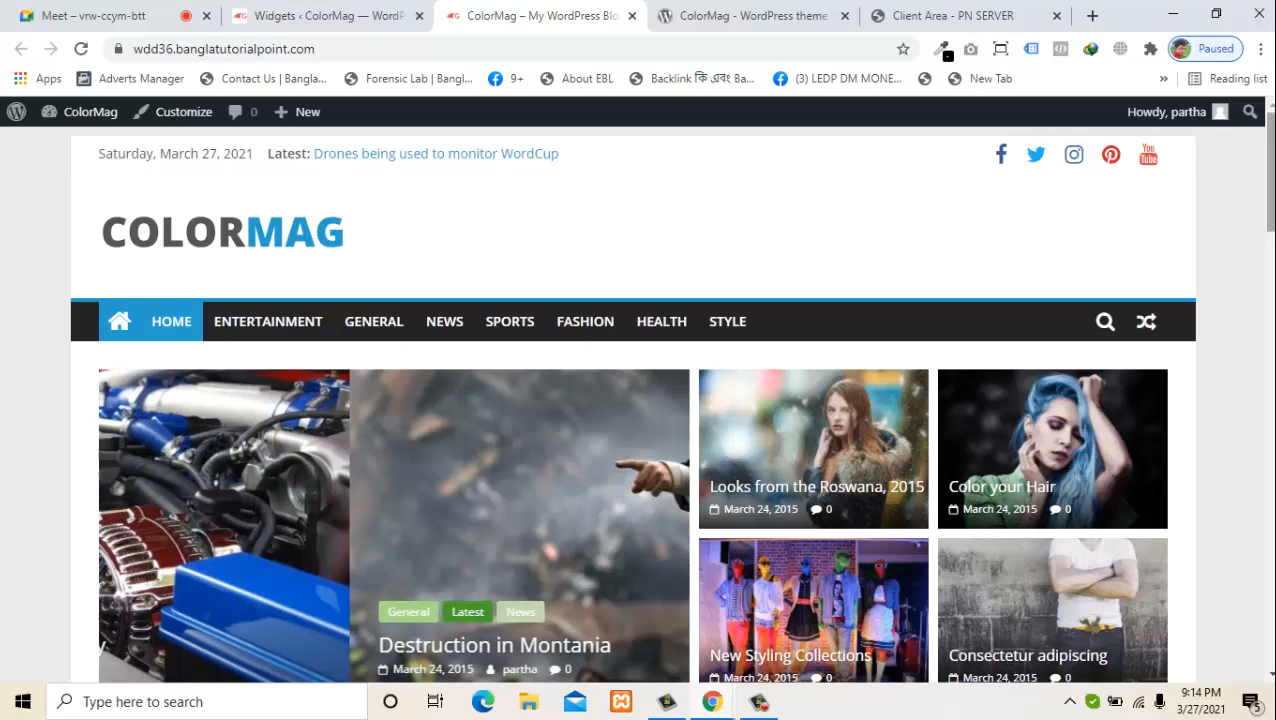 Meet - wev-ccym-btt
Widgets ‹ ColorMag — WordP
ColorMag – My WordPress Blo
ColorMag - WordPress theme
Client Area - PN SERVER
wdd36.banglatutorialpoint.com
Paused
Apps
Adverts Manager
Contact Us | Bangla...
Forensic Lab | Bangl...
9+
About EBL
Backlink কি এবং Ba...
(3) LEDP DM MONE...
New Tab
»
Reading list
ColorMag
Customize
0
New
Howdy, partha
Saturday, March 27, 2021
Latest: Drones being used to monitor WordCup
You
Tube
COLORMAG
HOME
ENTERTAINMENT
GENERAL
NEWS
SPORTS
FASHION
HEALTH
STYLE
Looks from the Roswana, 2015
March 24, 2015
0
Color your Hair
March 24, 2015
0
General
Latest
News
y
Destruction in Montania
March 24, 2015
partha
0
New Styling Collections
March 24, 2015
0
Consectetur adipiscing
March 24, 2015
0
Type here to search
9:14 PM
3/27/2021
5